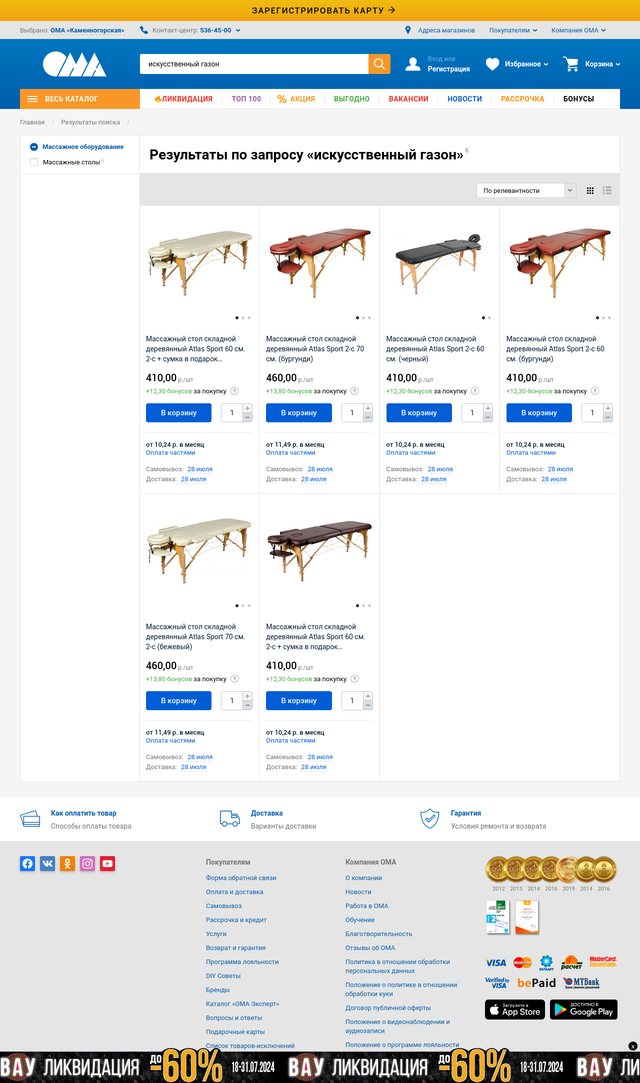 ЗАРЕГИСТРИРОВАТЬ КАРТУ →
Выбрано: ОМА «Каменногорская»
Контакт-центр: 536-45-00
Адреса магазинов
Покупателям
Компания ОМА
ОМА
искусственный газон
Вход или
Регистрация
Избранное
Корзина
ВЕСЬ КАТАЛОГ
ЛИКВИДАЦИЯ
ТОП 100
% АКЦИЯ
ВЫГОДНО
ВАКАНСИИ
НОВОСТИ
РАССРОЧКА
БОНУСЫ
Главная / Результаты поиска /
Массажное оборудование
Массажные столы 6
Результаты по запросу «искусственный газон» 6
По релевантности
Массажный стол складной
деревянный Atlas Sport 60 см.
2-с + сумка в подарок...
410,00 р./шт
+12,30 бонусов за покупку ?
В корзину
1
от 10,24 р. в месяц
Оплата частями
Самовывоз: 28 июля
Доставка: 28 июля
Массажный стол складной
деревянный Atlas Sport 2-с 70
см. (бургунди)
460,00 р./шт
+13,80 бонусов за покупку ?
В корзину
1
от 11,49 р. в месяц
Оплата частями
Самовывоз: 28 июля
Доставка: 28 июля
Массажный стол складной
деревянный Atlas Sport 2-с 60
см. (черный)
410,00 р./шт
+12,30 бонусов за покупку ?
В корзину
1
от 10,24 р. в месяц
Оплата частями
Самовывоз: 28 июля
Доставка: 28 июля
Массажный стол складной
деревянный Atlas Sport 2-с 60
см. (бургунди)
410,00 р./шт
+12,30 бонусов за покупку ?
В корзину
1
от 10,24 р. в месяц
Оплата частями
Самовывоз: 28 июля
Доставка: 28 июля
Массажный стол складной
деревянный Atlas Sport 70 см.
2-с (бежевый)
460,00 р./шт
+13,80 бонусов за покупку ?
В корзину
1
от 11,49 р. в месяц
Оплата частями
Самовывоз: 28 июля
Доставка: 28 июля
Массажный стол складной
деревянный Atlas Sport 60 см.
2-с + сумка в подарок...
410,00 р./шт
+12,30 бонусов за покупку ?
В корзину
1
от 10,24 р. в месяц
Оплата частями
Самовывоз: 28 июля
Доставка: 28 июля
Как оплатить товар
Способы оплаты товара
Доставка
Варианты доставки
Гарантия
Условия ремонта и возврата
Покупателям
Форма обратной связи
Оплата и доставка
Самовывоз
Рассрочка и кредит
Услуги
Возврат и гарантия
Программа лояльности
DIY Советы
Бренды
Каталог «ОМА Эксперт»
Вопросы и ответы
Подарочные карты
Список товаров-исключений
Компания ОМА
О компании
Новости
Работа в ОМА
Обучение
Благотворительность
Отзывы об ОМА
Политика в отношении обработки
персональных данных
Положение о политике в отношении
обработки куки
Договор публичной оферты
Положение о видеонаблюдении и
аудиозаписи
Положение о программе лояльности
2012 2013 2014 2016 2019 2014 2016
VISA
MasterCard
БЕЛКАРТ
расчет
MasterCard.
SecureCode.
Verified by
VISA
bePaid
МТБанк
Загрузите в
App Store
ДОСТУПНО В
Google Play
x
ВАУ ЛИКВИДАЦИЯ ДО -60% 18-31.07.2024
ВАУ ЛИКВИДАЦИЯ ДО -60% 18-31.07.2024
ВАУ ЛИ